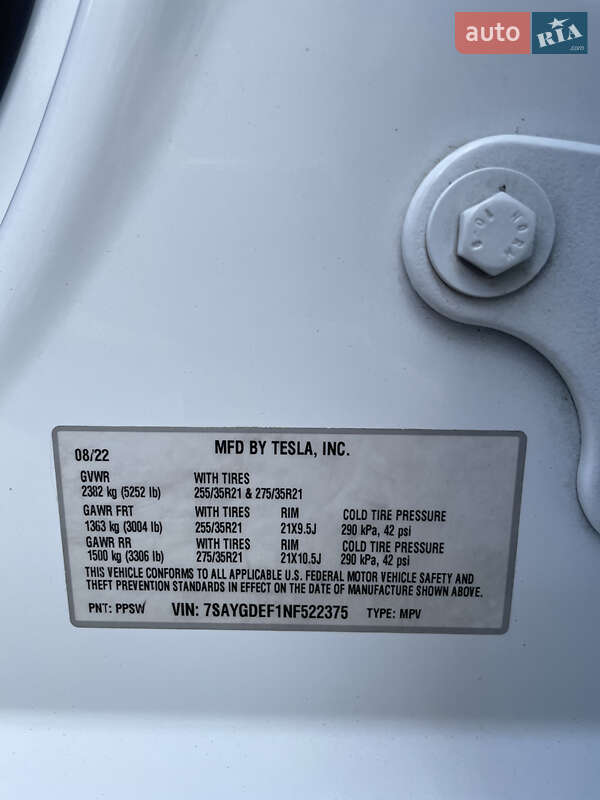 auto RIA .com
10.9 NORM
08/22 MFD BY TESLA, INC.
GVWR WITH TIRES
2382 kg (5252 lb) 255/35R21 & 275/35R21
GAWR FRT WITH TIRES RIM COLD TIRE PRESSURE
1363 kg (3004 lb) 255/35R21 21X9.5J 290 kPa, 42 psi
GAWR RR WITH TIRES RIM COLD TIRE PRESSURE
1500 kg (3306 lb) 275/35R21 21X10.5J 290 kPa, 42 psi
THIS VEHICLE CONFORMS TO ALL APPLICABLE U.S. FEDERAL MOTOR VEHICLE SAFETY AND
THEFT PREVENTION STANDARDS IN EFFECT ON THE DATE OF MANUFACTURE SHOWN ABOVE.
PNT: PPSW VIN: 7SAYGDEF1NF522375 TYPE: MPV